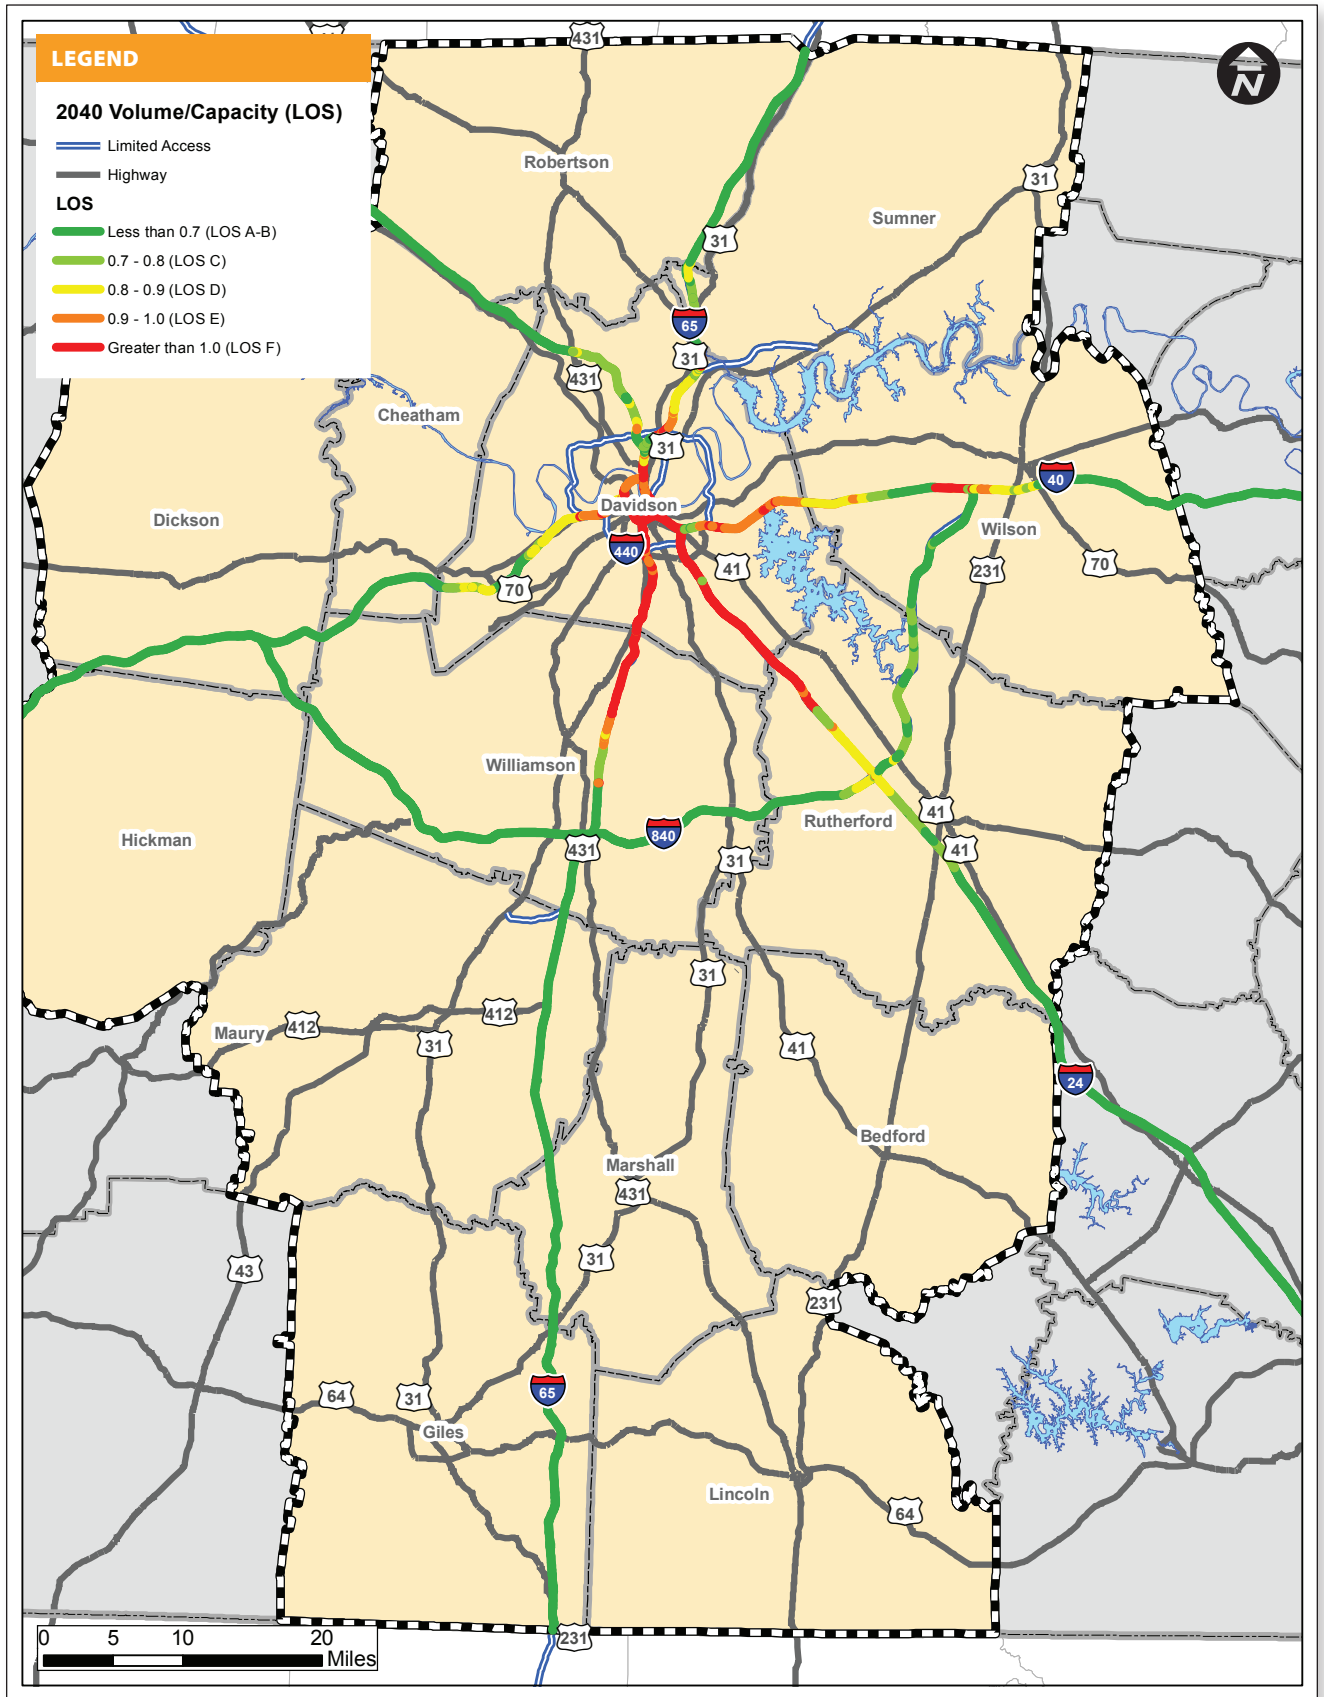 LEGEND
2040 Volume/Capacity (LOS)
Limited Access
Highway
LOS
Less than 0.7 (LOS A-B)
0.7 - 0.8 (LOS C)
0.8 - 0.9 (LOS D)
0.9 - 1.0 (LOS E)
Greater than 1.0 (LOS F)
N
431
Robertson
31
Sumner
31
65
31
431
Cheatham
31
40
Davidson
Dickson
Wilson
440
41
231
70
70
Williamson
Hickman
Rutherford
41
840
431
41
31
31
412
412
Maury
31
41
24
Bedford
Marshall
431
31
43
231
65
64
31
Giles
Lincoln
64
231
0 5 10 20
Miles